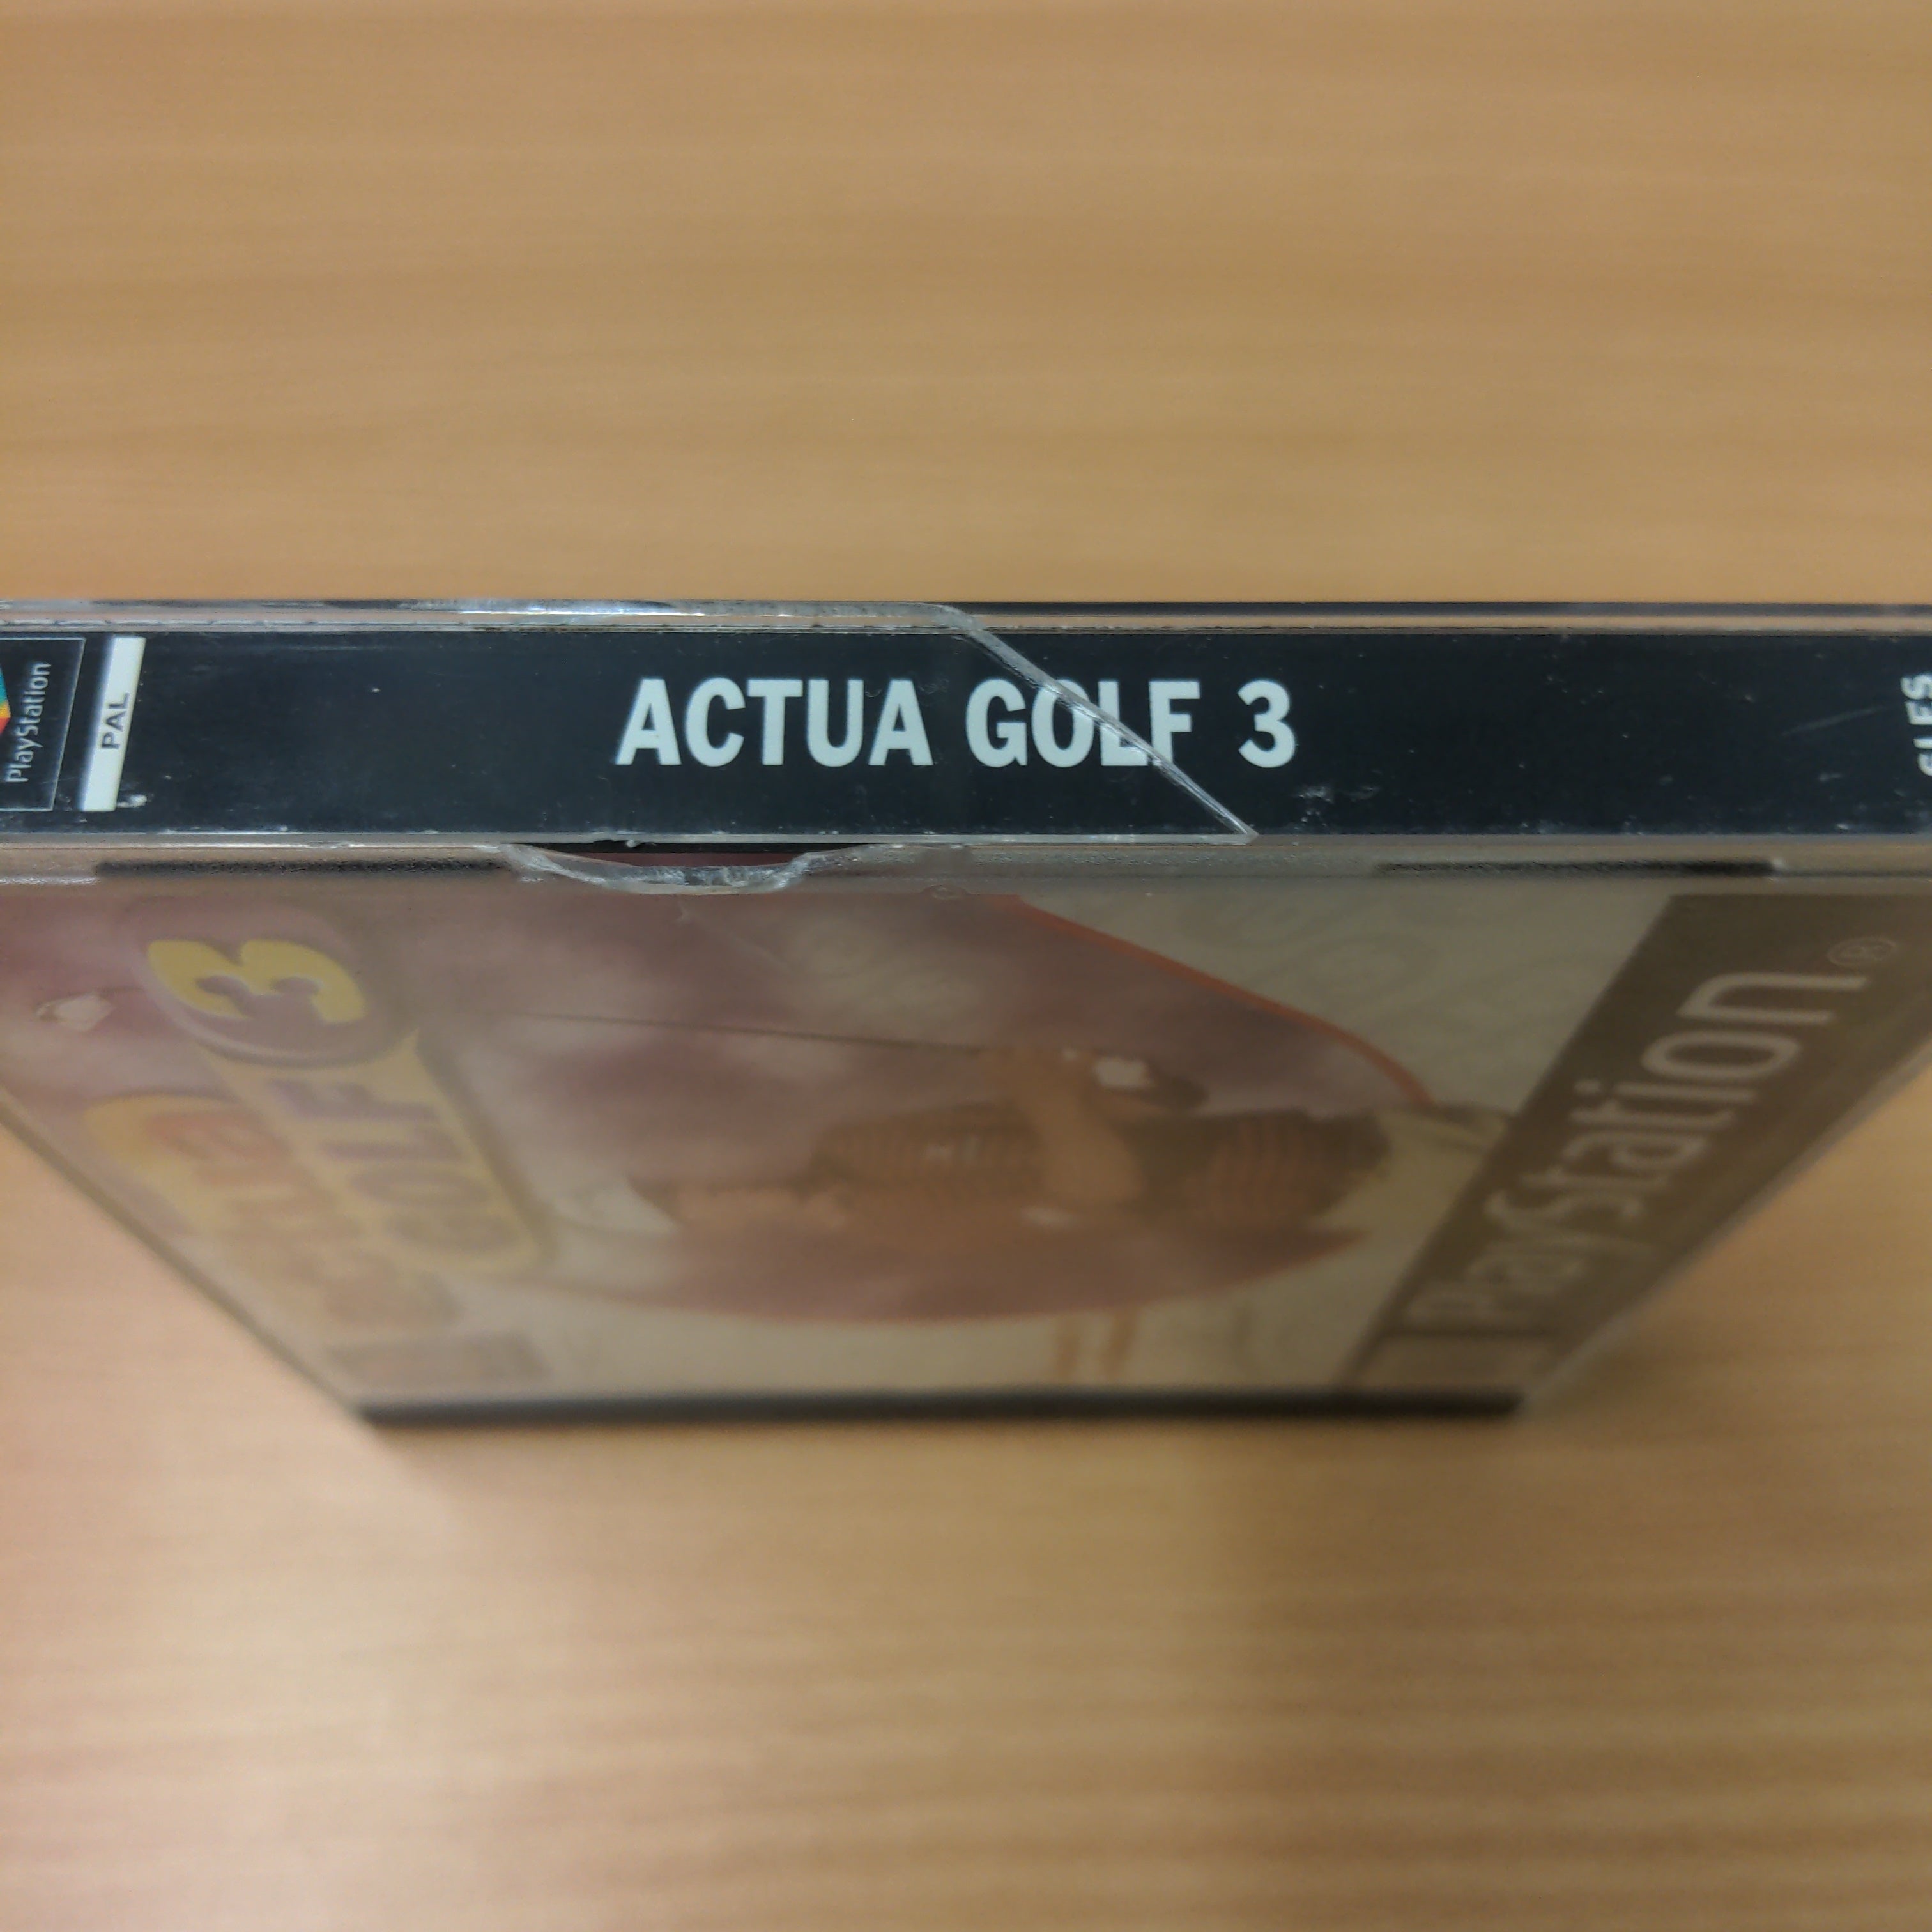 PlayStation
PAL
ACTUA GOLF 3
SLES
GOLF 3
PlayStation®